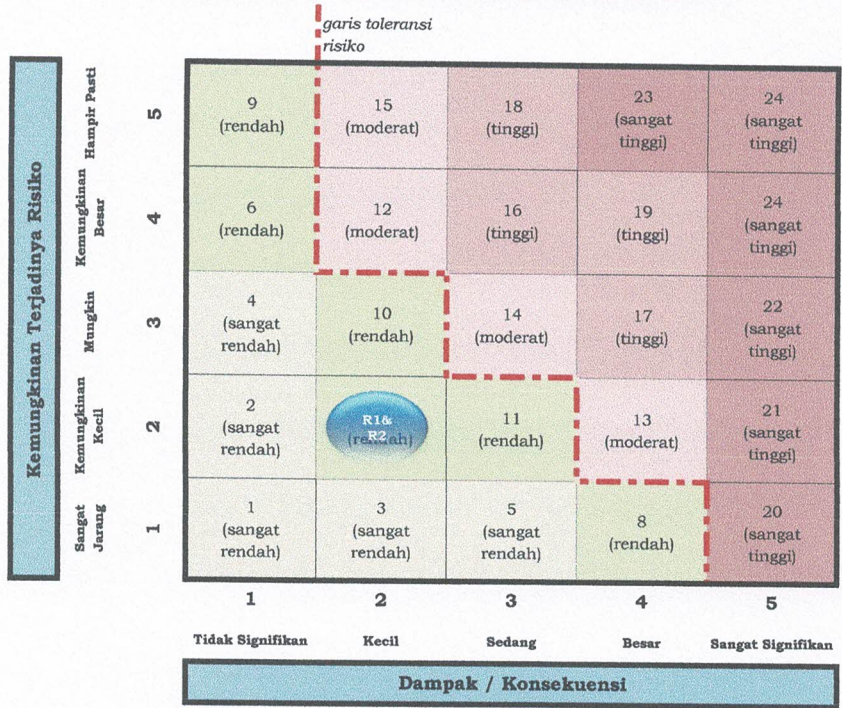 garis toleransi
risiko
Kemungkinan Terjadinya Risiko
Hampir Pasti
5
9
(rendah)
15
(moderat)
18
(tinggi)
23
(sangat
tinggi)
24
(sangat
tinggi)
Kemungkinan
Besar
4
6
(rendah)
12
(moderat)
16
(tinggi)
19
(tinggi)
24
(sangat
tinggi)
Mungkin
3
4
(sangat
rendah)
10
(rendah)
14
(moderat)
17
(tinggi)
22
(sangat
tinggi)
Kemungkinan
Kecil
2
2
(sangat
rendah)
R1&
R2
(rendah)
11
(rendah)
13
(moderat)
21
(sangat
tinggi)
Sangat
Jarang
1
1
(sangat
rendah)
3
(sangat
rendah)
5
(sangat
rendah)
8
(rendah)
20
(sangat
tinggi)
1 2 3 4 5
Tidak Signifikan Kecil Sedang Besar Sangat Signifikan
Dampak / Konsekuensi